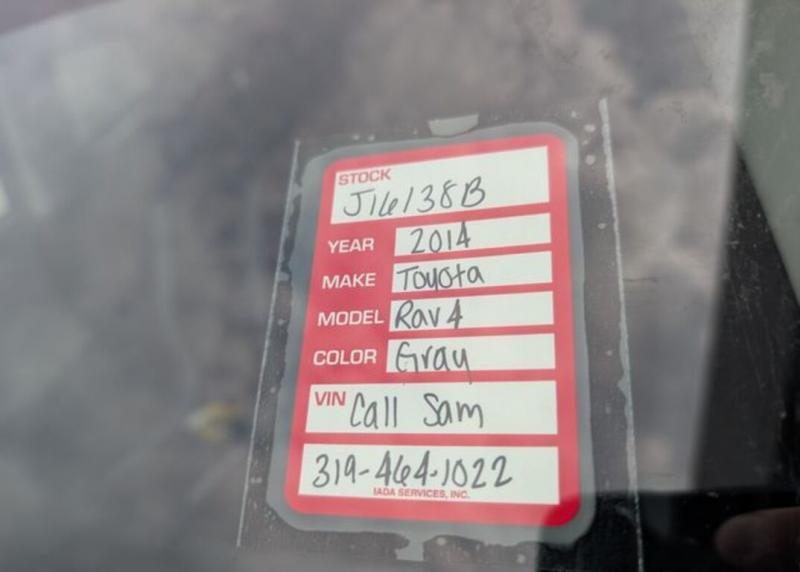 STOCK
J16138B
YEAR 2014
MAKE Toyota
MODEL Rav4
COLOR Gray
VIN Call Sam
319-464-1022
IADA SERVICES, INC.